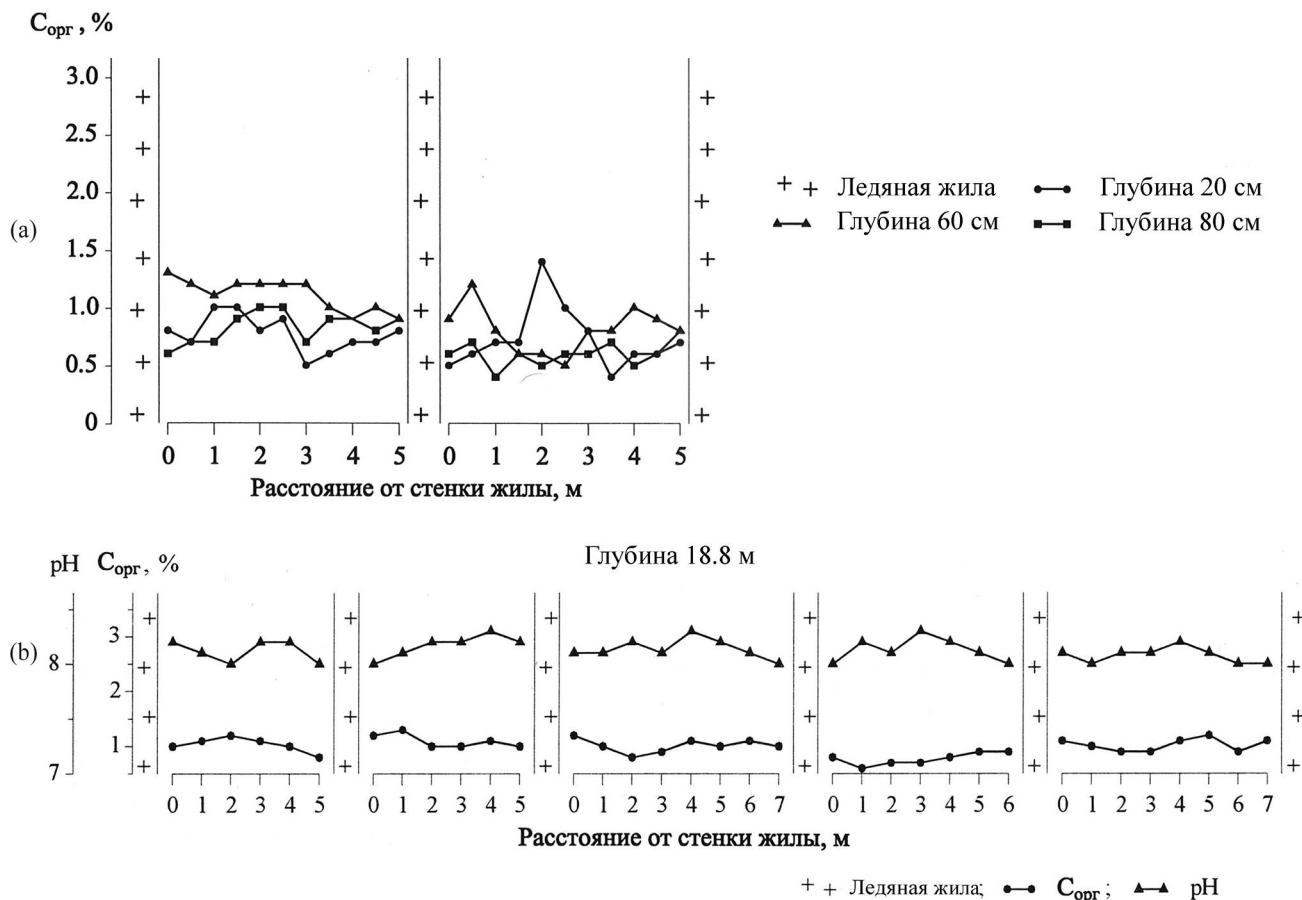 Cорг , %
3.0
2.5
2.0
1.5
1.0
0.5
0
(a)
0 1 2 3 4 5
0 1 2 3 4 5
Расстояние от стенки жилы, м
Ледяная жила
Глубина 20 см
Глубина 60 см
Глубина 80 см
Глубина 18.8 м
pH Cорг, %
(b)
8
7
3
2
1
0 1 2 3 4 5
0 1 2 3 4 5
0 1 2 3 4 5 6 7
0 1 2 3 4 5 6
0 1 2 3 4 5 6 7
Расстояние от стенки жилы, м
Ледяная жила; Cорг ; pH